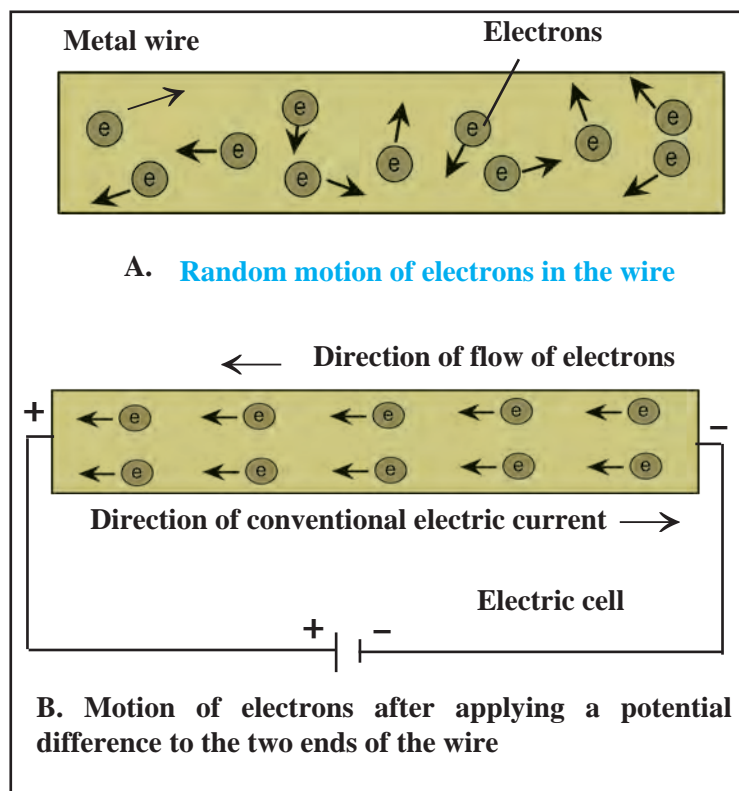 Metal wire
Electrons
e e e e e e e e e e e
A. Random motion of electrons in the wire
Direction of flow of electrons
+ −
e e e e e
e e e e e
Direction of conventional electric current
Electric cell
+ −
B. Motion of electrons after applying a potential
difference to the two ends of the wire